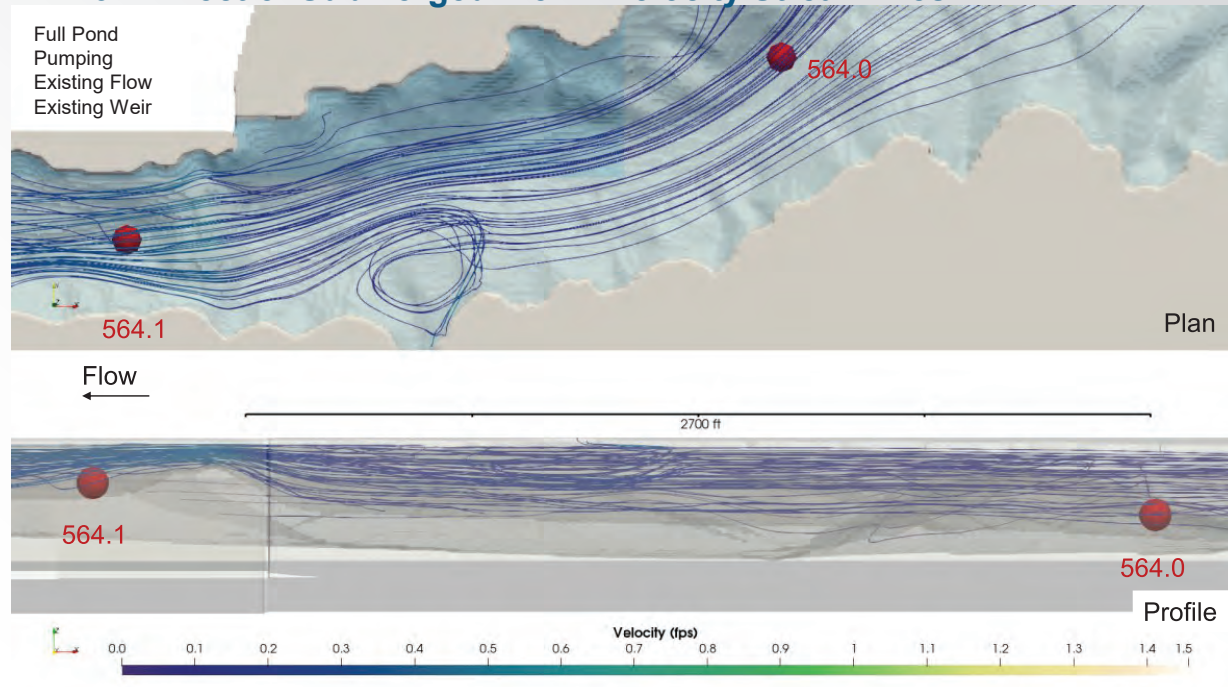 Full Pond
Pumping
Existing Flow
Existing Weir
564.0
564.1
Plan
Flow
2700 ft
564.1
564.0
Profile
Velocity (fps)
0.0 0.1 0.2 0.3 0.4 0.5 0.6 0.7 0.8 0.9 1 1.1 1.2 1.3 1.4 1.5